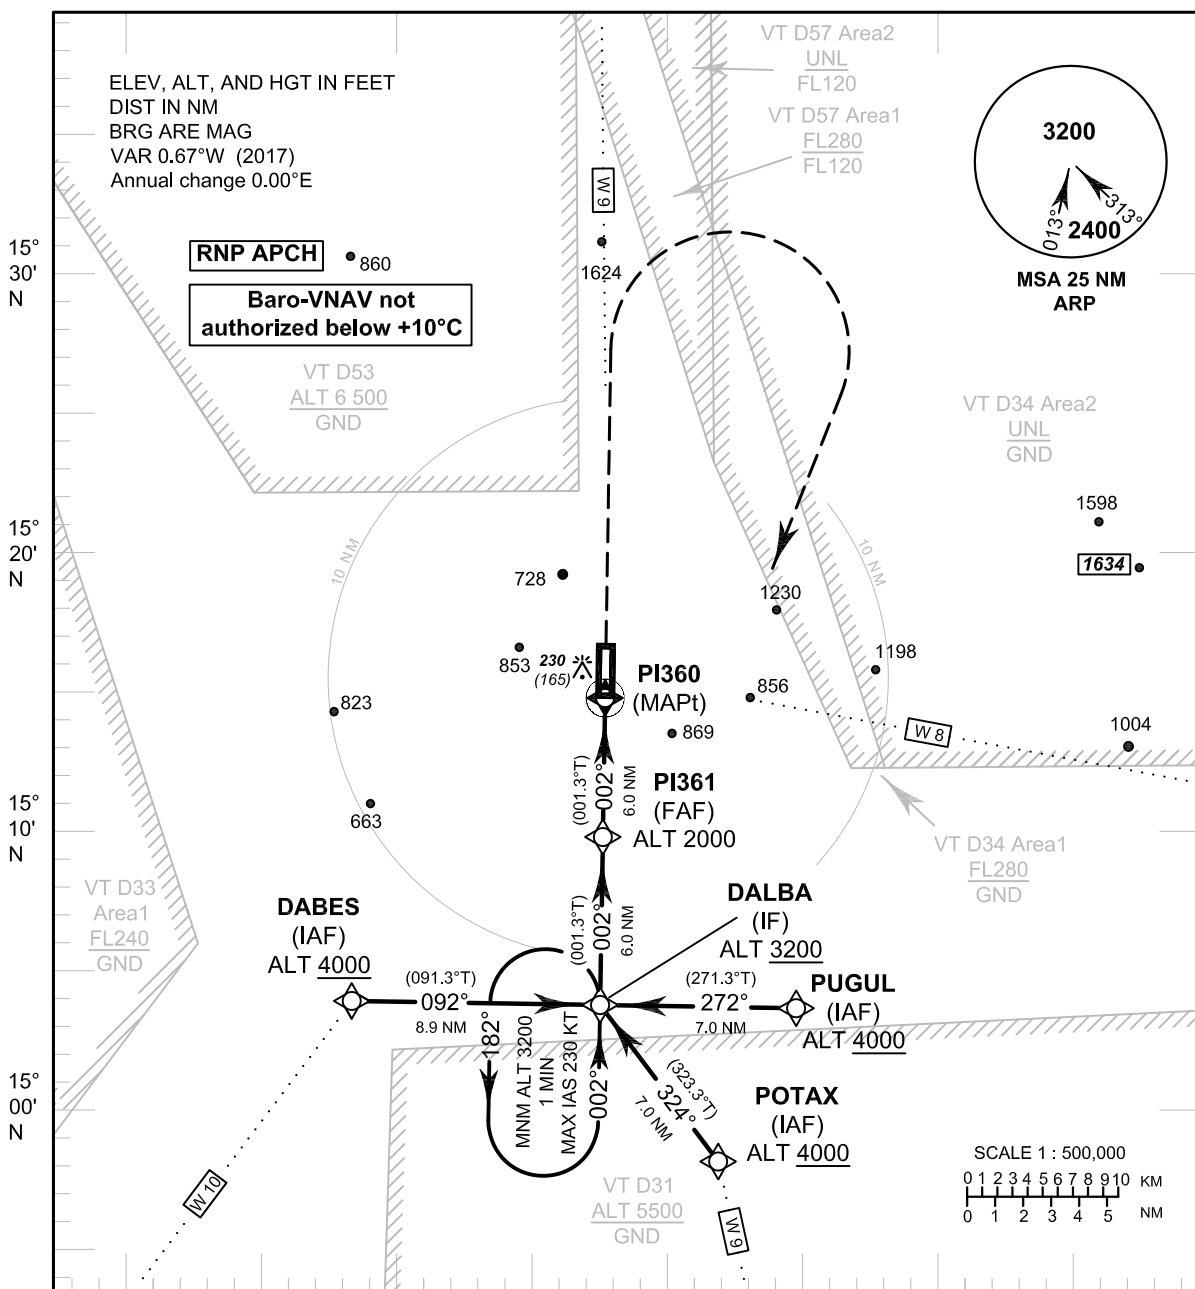 ELEV, ALT, AND HGT IN FEET
DIST IN NM
BRG ARE MAG
VAR 0.67°W (2017)
Annual change 0.00°E
VT D57 Area2
UNL
FL120
VT D57 Area1
FL280
FL120
3200
013°
313°
2400
MSA 25 NM
ARP
W 9
1624
15°
30'
N
RNP APCH
860
Baro-VNAV not
authorized below +10°C
VT D53
ALT 6 500
GND
VT D34 Area2
UNL
GND
15°
20'
N
10 NM
10 NM
1598
1634
728
1230
853
230
(165)
PI360
(MAPt)
1198
856
823
869
W 8
1004
(001.3°T)
002°
6.0 NM
PI361
(FAF)
ALT 2000
15°
10'
N
663
VT D34 Area1
FL280
GND
VT D33
Area1
FL240
GND
DABES
(IAF)
ALT 4000
(001.3°T)
002°
6.0 NM
DALBA
(IF)
ALT 3200
(091.3°T)
092°
8.9 NM
(271.3°T)
272°
7.0 NM
PUGUL
(IAF)
ALT 4000
182°
MNM ALT 3200
1 MIN
MAX IAS 230 KT
002°
(323.3°T)
324°
7.0 NM
POTAX
(IAF)
ALT 4000
15°
00'
N
W 10
VT D31
ALT 5500
GND
W 9
SCALE 1 : 500,000
0 1 2 3 4 5 6 7 8 9 10 KM
0 1 2 3 4 5 NM